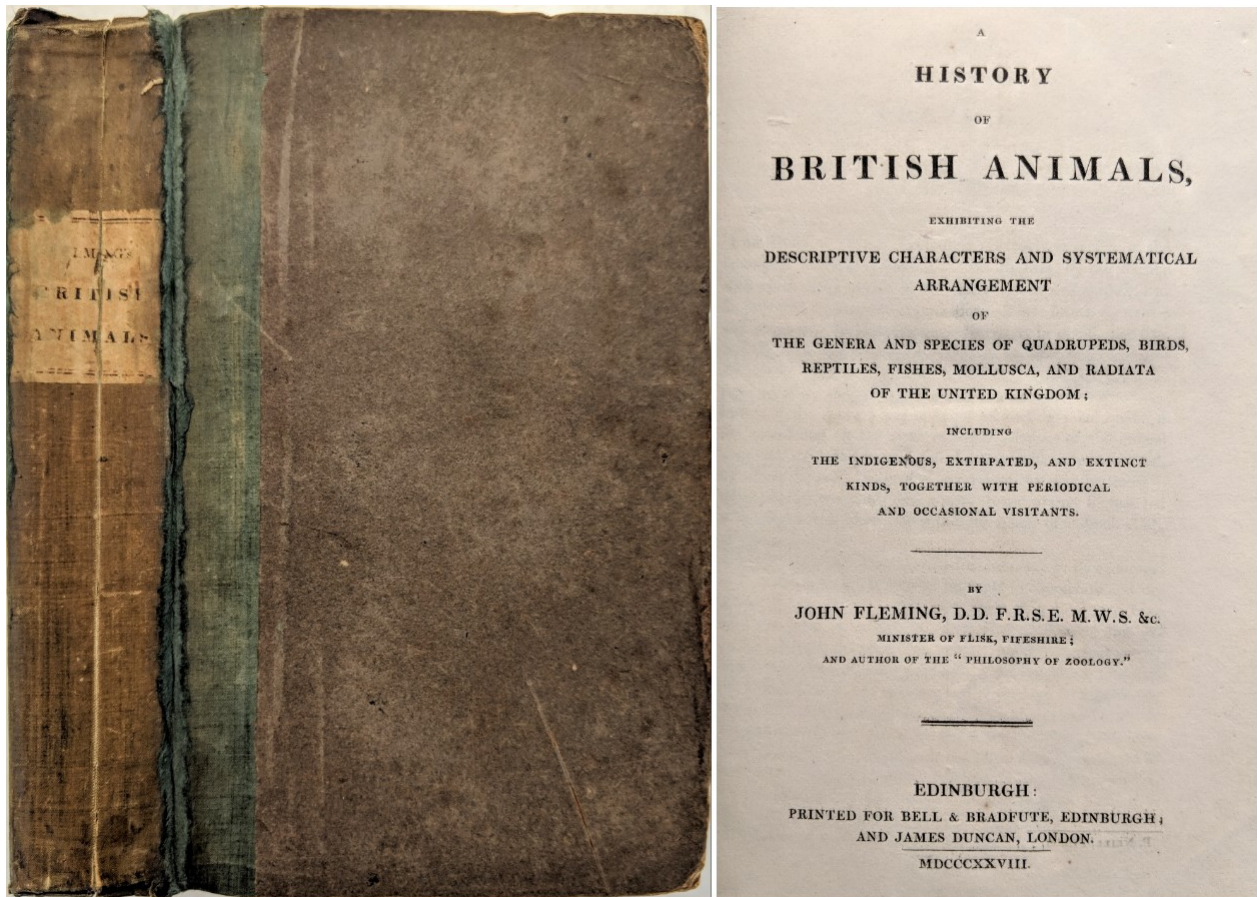 BRITISH
ANIMALS
A
HISTORY
OF
BRITISH ANIMALS,
EXHIBITING THE
DESCRIPTIVE CHARACTERS AND SYSTEMATICAL
ARRANGEMENT
OF
THE GENERA AND SPECIES OF QUADRUPEDS, BIRDS,
REPTILES, FISHES, MOLLUSCA, AND RADIATA
OF THE UNITED KINGDOM;
INCLUDING
THE INDIGENOUS, EXTIRPATED, AND EXTINCT
KINDS, TOGETHER WITH PERIODICAL
AND OCCASIONAL VISITANTS.
BY
JOHN FLEMING, D.D. F.R.S.E. M.W.S. &c.
MINISTER OF FLISK, FIFESHIRE;
AND AUTHOR OF THE "PHILOSOPHY OF ZOOLOGY."
EDINBURGH:
PRINTED FOR BELL & BRADFUTE, EDINBURGH;
AND JAMES DUNCAN, LONDON.
MDCCCXXVIII.